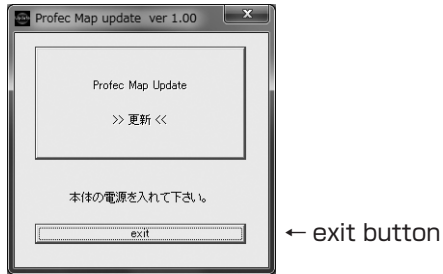 Profec Map update ver 1.00
x
Profec Map Update
>> 更新 <<
本体の電源を入れて下さい。
exit
← exit button